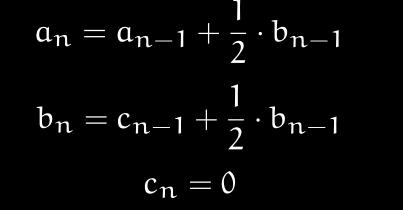 aₙ = aₙ₋₁ + 1/2 · bₙ₋₁
bₙ = cₙ₋₁ + 1/2 · bₙ₋₁
cₙ = 0